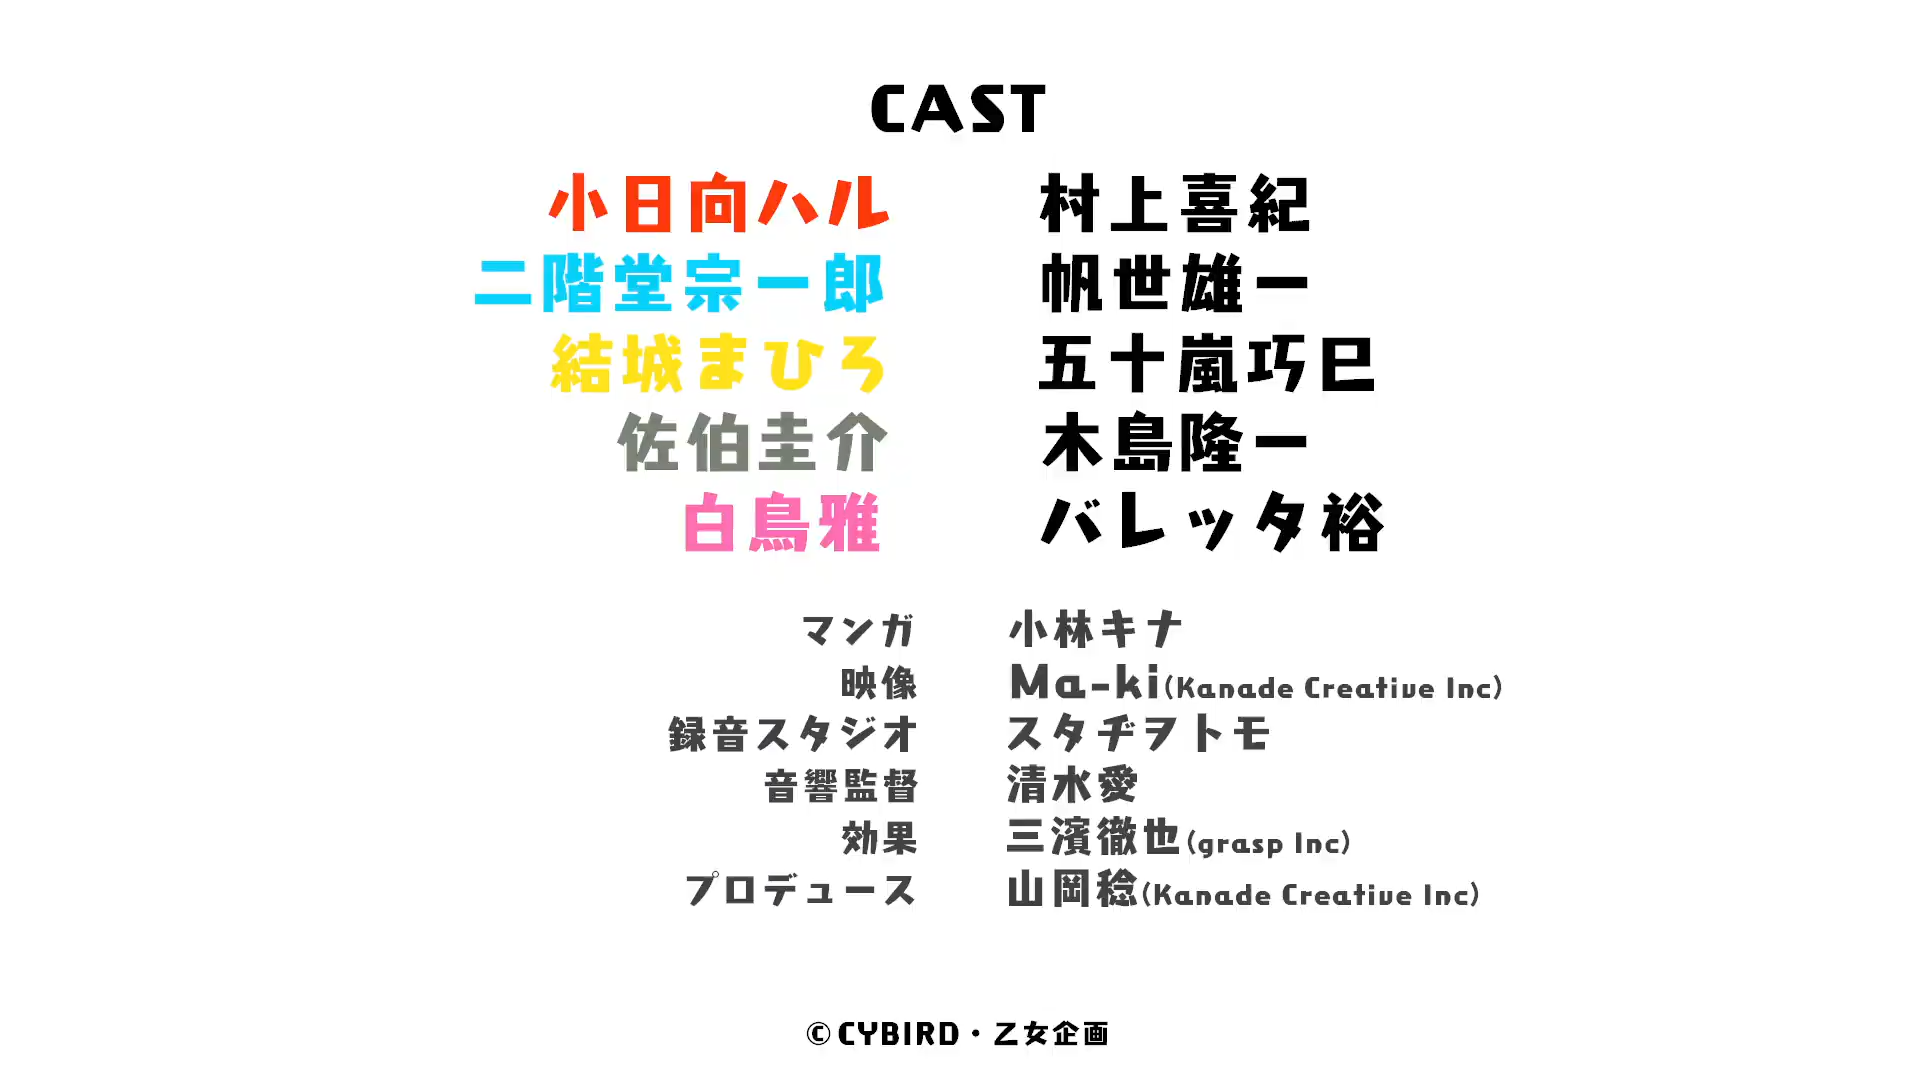 CAST
小日向ハル 村上喜紀
二階堂宗一郎 帆世雄一
結城まひろ 五十嵐巧巳
佐伯圭介 木島隆一
白鳥雅 バレッタ裕
マンガ 小林キナ
映像 Ma-ki(Kanade Creative Inc)
録音スタジオ スタヂヲトモ
音響監督 清水愛
効果 三濱徹也(grasp Inc)
プロデュース 山岡稔(Kanade Creative Inc)
©CYBIRD・乙女企画